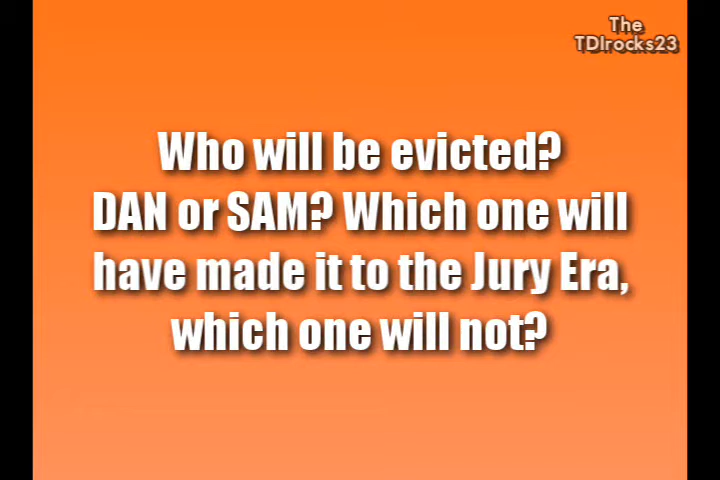 The
TDIrocks23
Who will be evicted?
DAN or SAM? Which one will
have made it to the Jury Era,
which one will not?